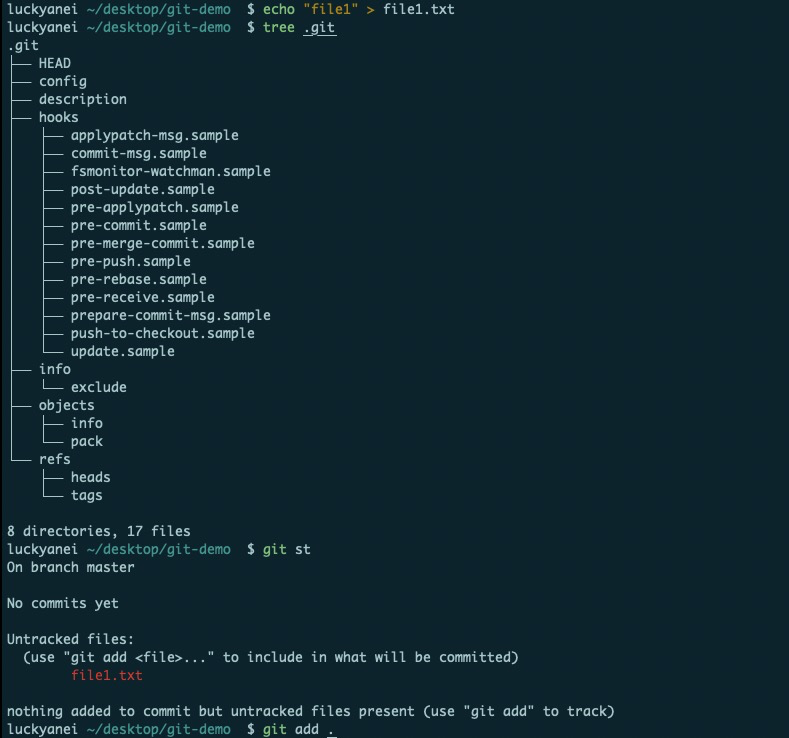 luckyanei ~/desktop/git-demo  $ echo "file1" > file1.txt
luckyanei ~/desktop/git-demo  $ tree .git
.git
├── HEAD
├── config
├── description
├── hooks
│   ├── applypatch-msg.sample
│   ├── commit-msg.sample
│   ├── fsmonitor-watchman.sample
│   ├── post-update.sample
│   ├── pre-applypatch.sample
│   ├── pre-commit.sample
│   ├── pre-merge-commit.sample
│   ├── pre-push.sample
│   ├── pre-rebase.sample
│   ├── pre-receive.sample
│   ├── prepare-commit-msg.sample
│   ├── push-to-checkout.sample
│   └── update.sample
├── info
│   └── exclude
├── objects
│   ├── info
│   └── pack
└── refs
    ├── heads
    └── tags
8 directories, 17 files
luckyanei ~/desktop/git-demo  $ git st
On branch master
No commits yet
Untracked files:
  (use "git add <file>..." to include in what will be committed)
        file1.txt
nothing added to commit but untracked files present (use "git add" to track)
luckyanei ~/desktop/git-demo  $ git add .